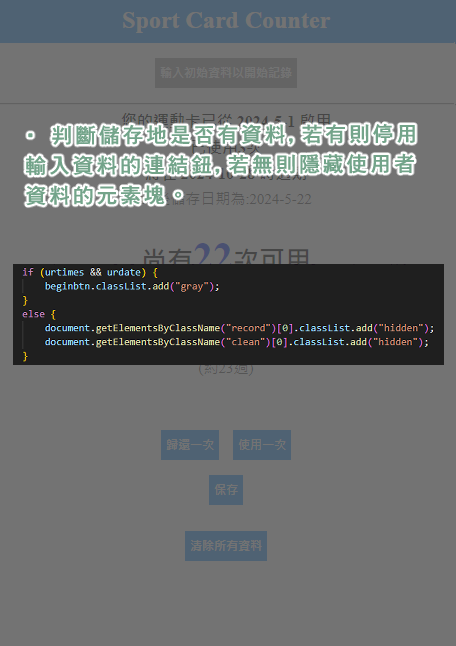 Sport Card Counter
輸入初始資料以開始記錄
您的運動卡已從 2024-5-1 啟用
• 判斷儲存地是否有資料, 若有則停用
輸入資料的連結鈕, 若無則隱藏使用者
資料的元素塊。
儲存日期為:2024-5-22
尚有22次可用
if (urtimes && urdate) {
beginbtn.classList.add("gray");
}
else {
document.getElementsByClassName("record")[0].classList.add("hidden");
document.getElementsByClassName("clean")[0].classList.add("hidden");
}
(約23週)
歸還一次 使用一次
保存
清除所有資料